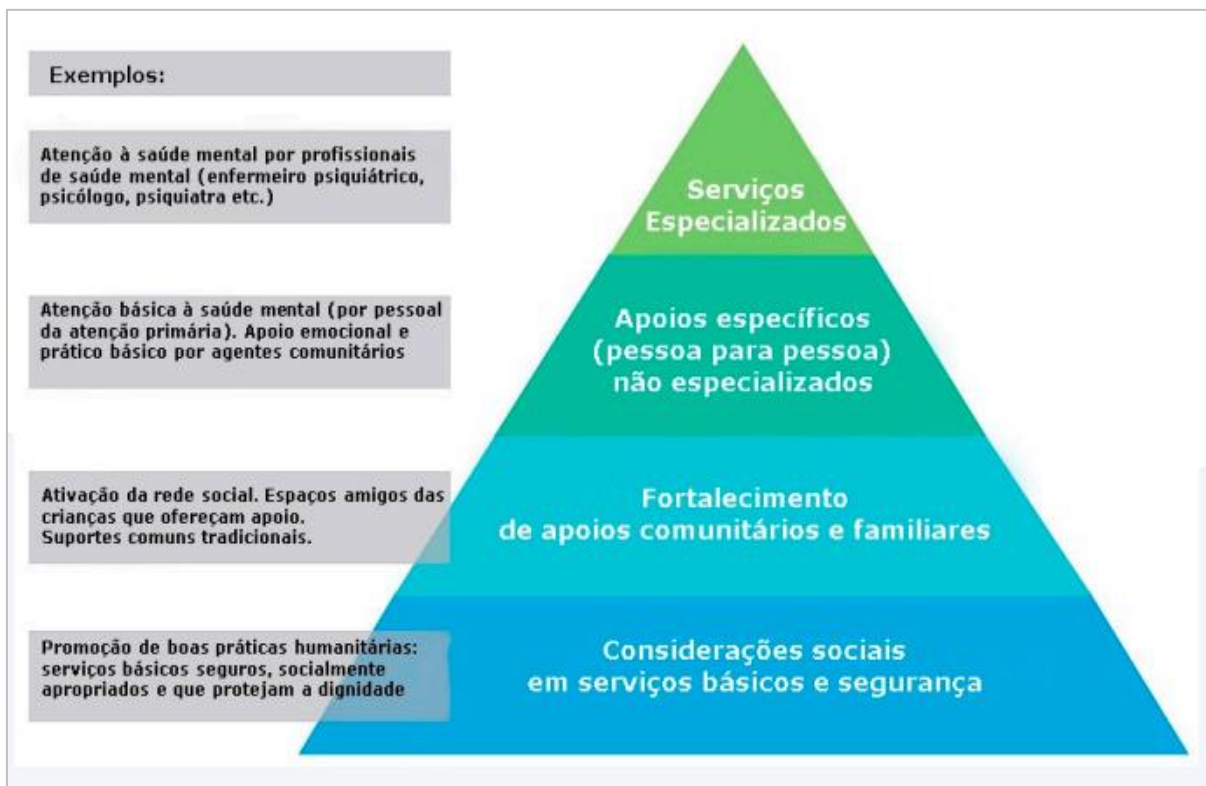 Exemplos:
Atenção à saúde mental por profissionais
de saúde mental (enfermeiro psiquiátrico,
psicólogo, psiquiatra etc.)
Serviços
Especializados
Atenção básica à saúde mental (por pessoal
da atenção primária). Apoio emocional e
prático básico por agentes comunitários
Apoios específicos
(pessoa para pessoa)
não especializados
Ativação da rede social. Espaços amigos das
crianças que ofereçam apoio.
Suportes comuns tradicionais.
Fortalecimento
de apoios comunitários e familiares
Promoção de boas práticas humanitárias:
serviços básicos seguros, socialmente
apropriados e que protejam a dignidade
Considerações sociais
em serviços básicos e segurança